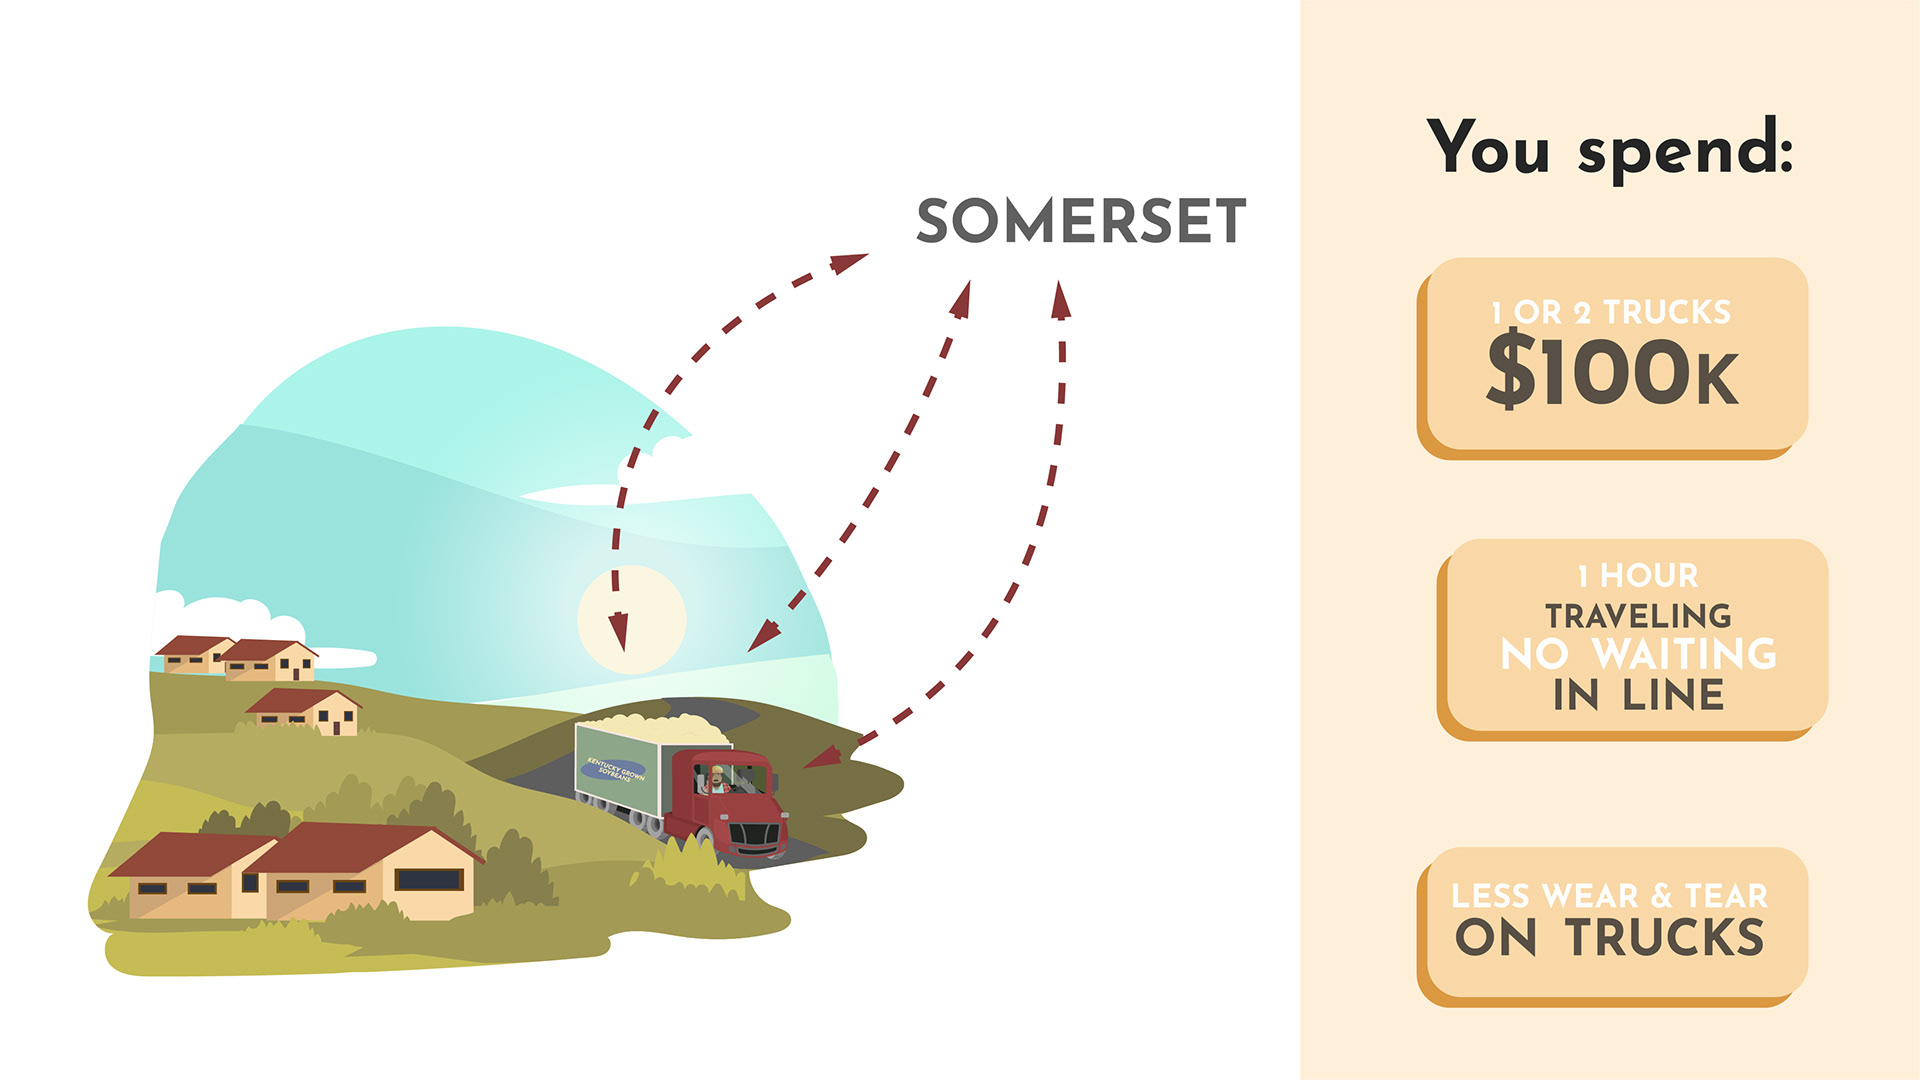 SOMERSET
KENTUCKY GROWN
SOYBEANS
You spend:
1 OR 2 TRUCKS
$100K
1 HOUR
TRAVELING
NO WAITING
IN LINE
LESS WEAR & TEAR
ON TRUCKS